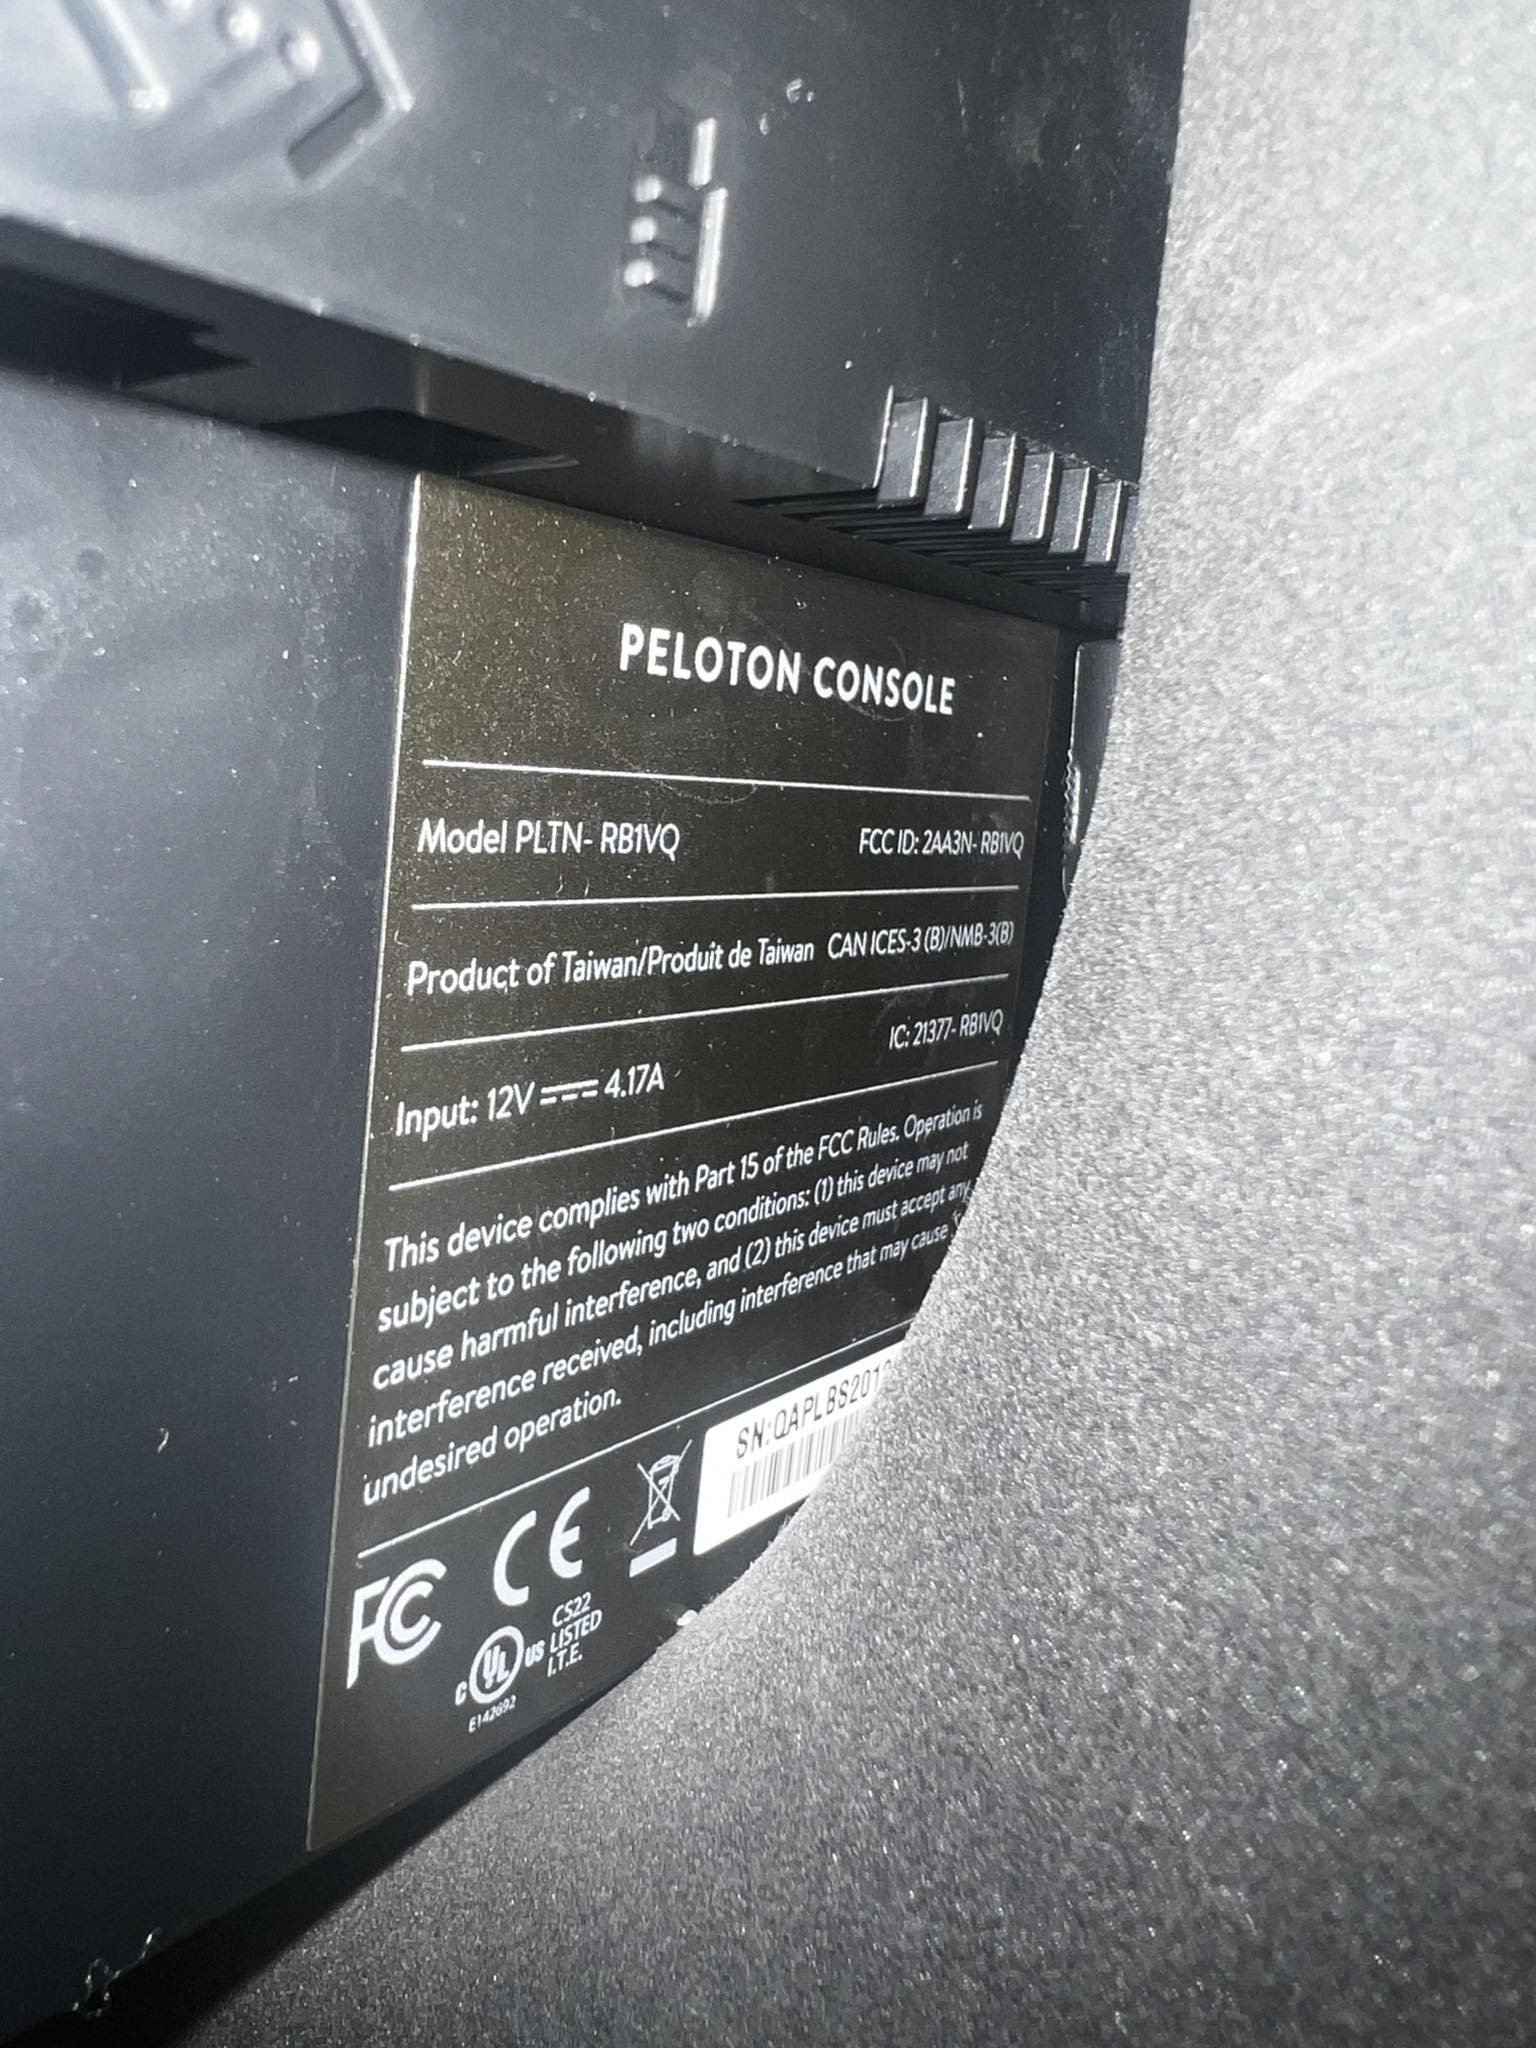 PELOTON CONSOLE
Model PLTN- RB1VQ FCC ID: 2AA3N- RB1VQ
Product of Taiwan/Produit de Taiwan CAN ICES-3 (B)/NMB-3(B)
Input: 12V ⎓ 4.17A IC: 21377- RB1VQ
This device complies with Part 15 of the FCC Rules. Operation is
subject to the following two conditions: (1) this device may not
cause harmful interference, and (2) this device must accept any
interference received, including interference that may cause
undesired operation.
SN:QAPLBS201
FCC CE
C UL US CS22
LISTED
I.T.E.
E142692